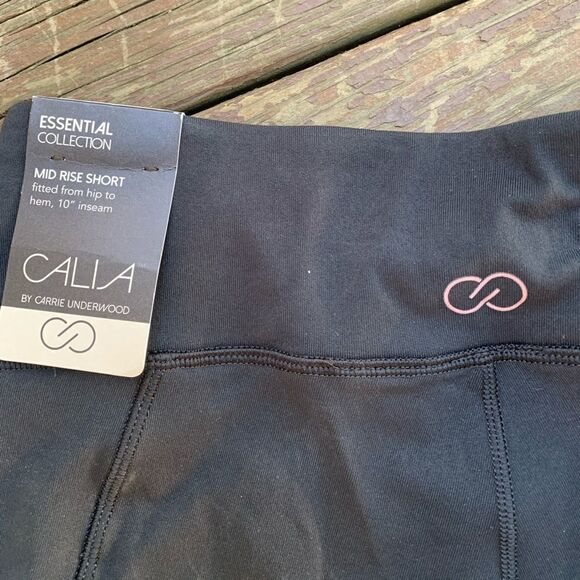 ESSENTIAL
COLLECTION
MID RISE SHORT
fitted from hip to
hem, 10" inseam
CALIA
BY CARRIE UNDERWOOD